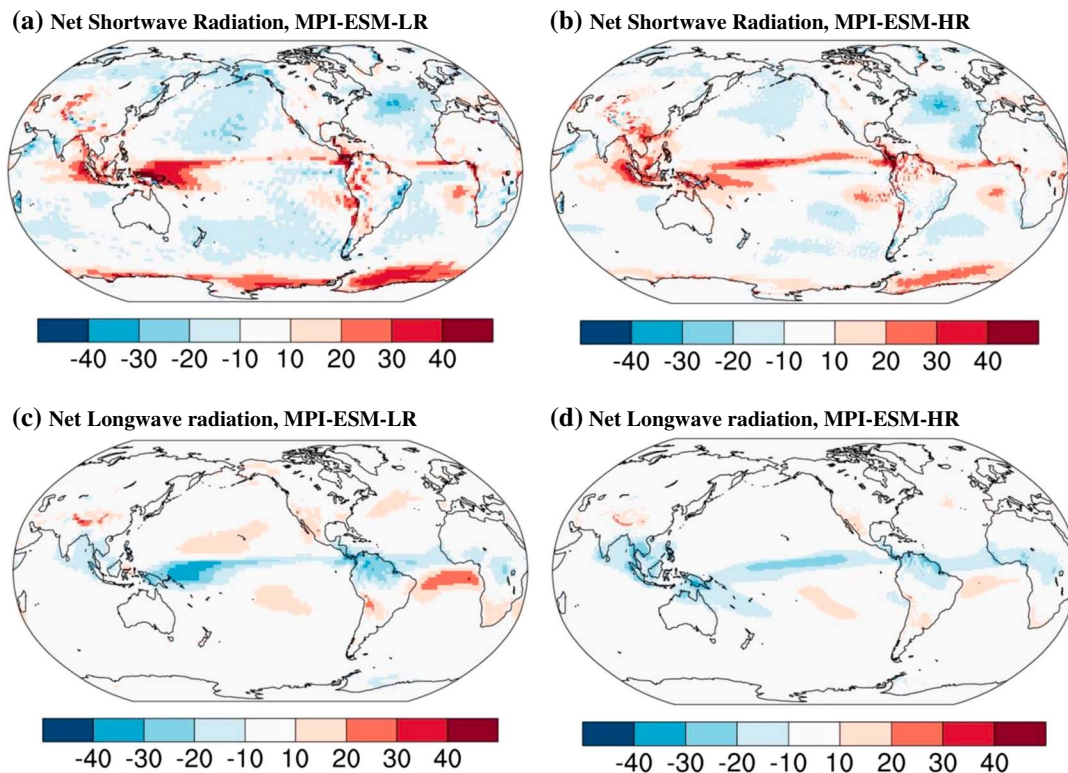 (a) Net Shortwave Radiation, MPI-ESM-LR
(b) Net Shortwave Radiation, MPI-ESM-HR
-40 -30 -20 -10 10 20 30 40
-40 -30 -20 -10 10 20 30 40
(c) Net Longwave radiation, MPI-ESM-LR
(d) Net Longwave radiation, MPI-ESM-HR
-40 -30 -20 -10 10 20 30 40
-40 -30 -20 -10 10 20 30 40